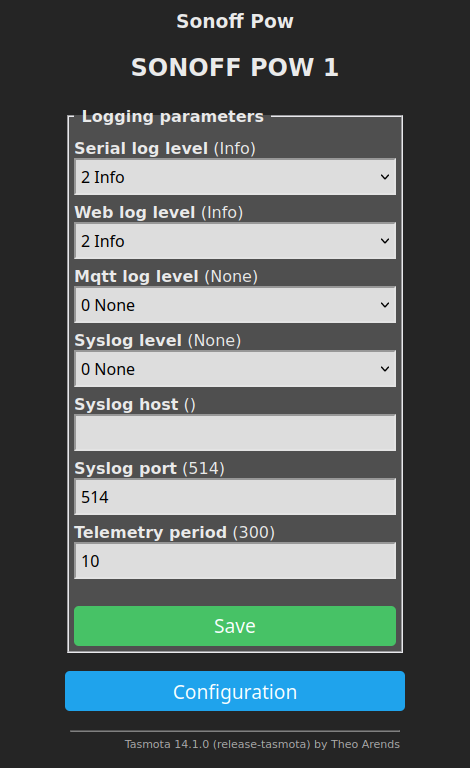 Sonoff Pow
SONOFF POW 1
Logging parameters
Serial log level (Info)
2 Info
Web log level (Info)
2 Info
Mqtt log level (None)
0 None
Syslog level (None)
0 None
Syslog host ()
Syslog port (514)
514
Telemetry period (300)
10
Save
Configuration
Tasmota 14.1.0 (release-tasmota) by Theo Arends